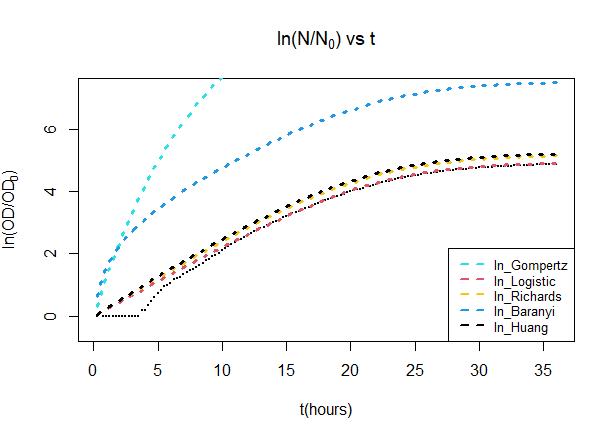 ln(N/N₀) vs t
ln(OD/OD₀)
6
4
2
0
ln_Gompertz
ln_Logistic
ln_Richards
ln_Baranyi
ln_Huang
0 5 10 15 20 25 30 35
t(hours)